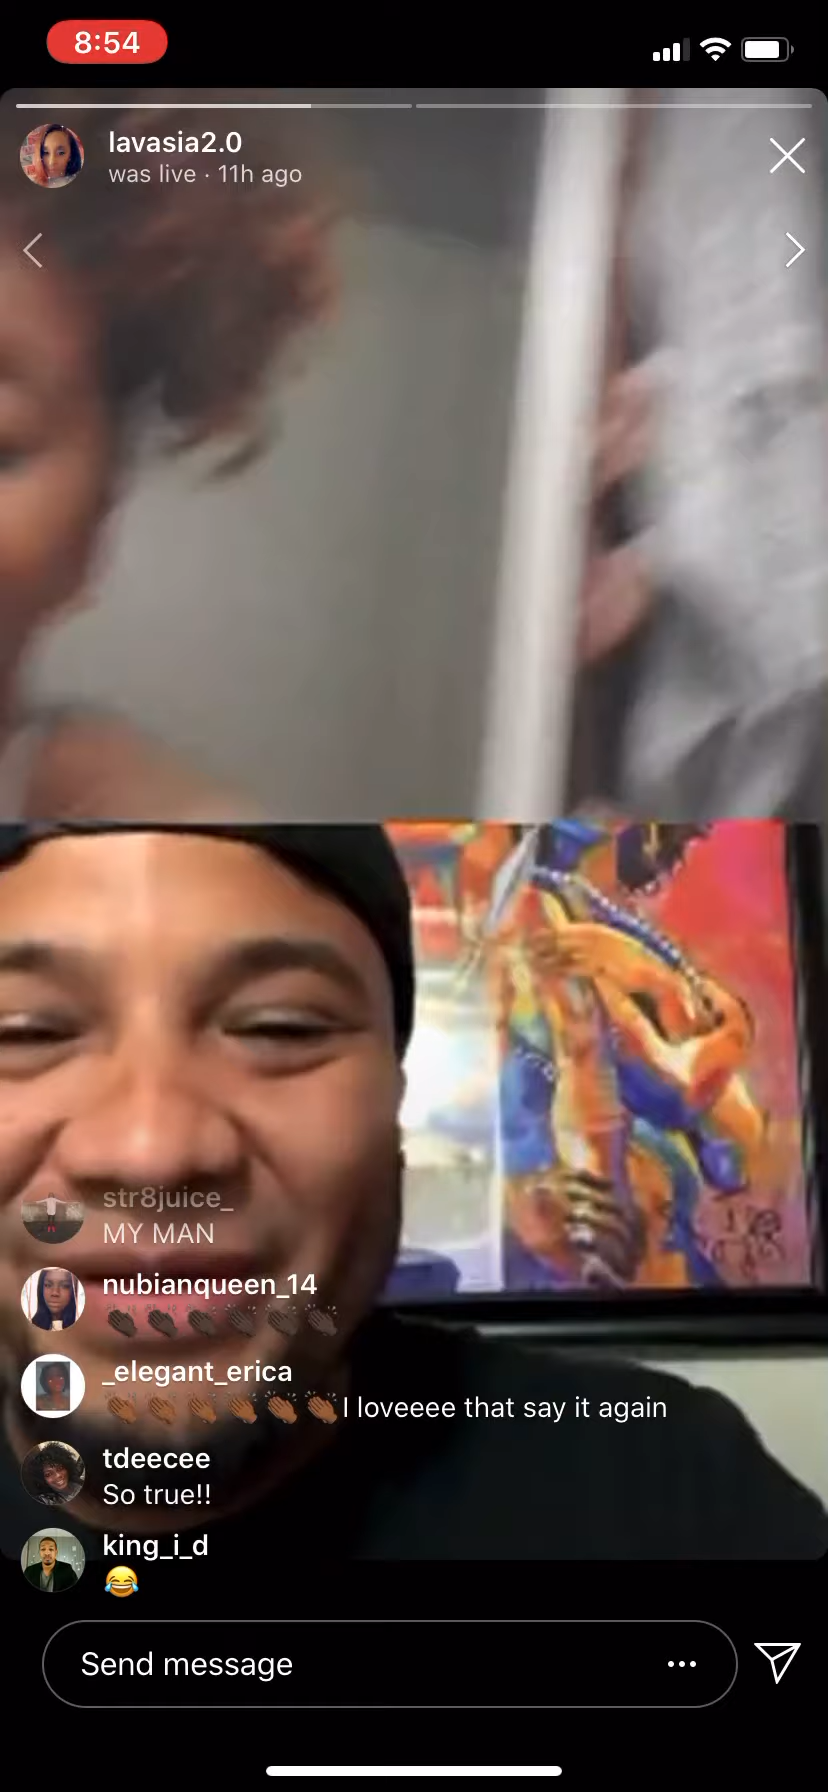 8:54
lavasia2.0
was live · 11h ago
str8juice_
MY MAN
nubianqueen_14
👏🏿👏🏿👏🏿👏🏿👏🏿👏🏿
_elegant_erica
👏🏾👏🏾👏🏾👏🏾👏🏾👏🏾I loveeee that say it again
tdeecee
So true!!
king_i_d
😂
Send message